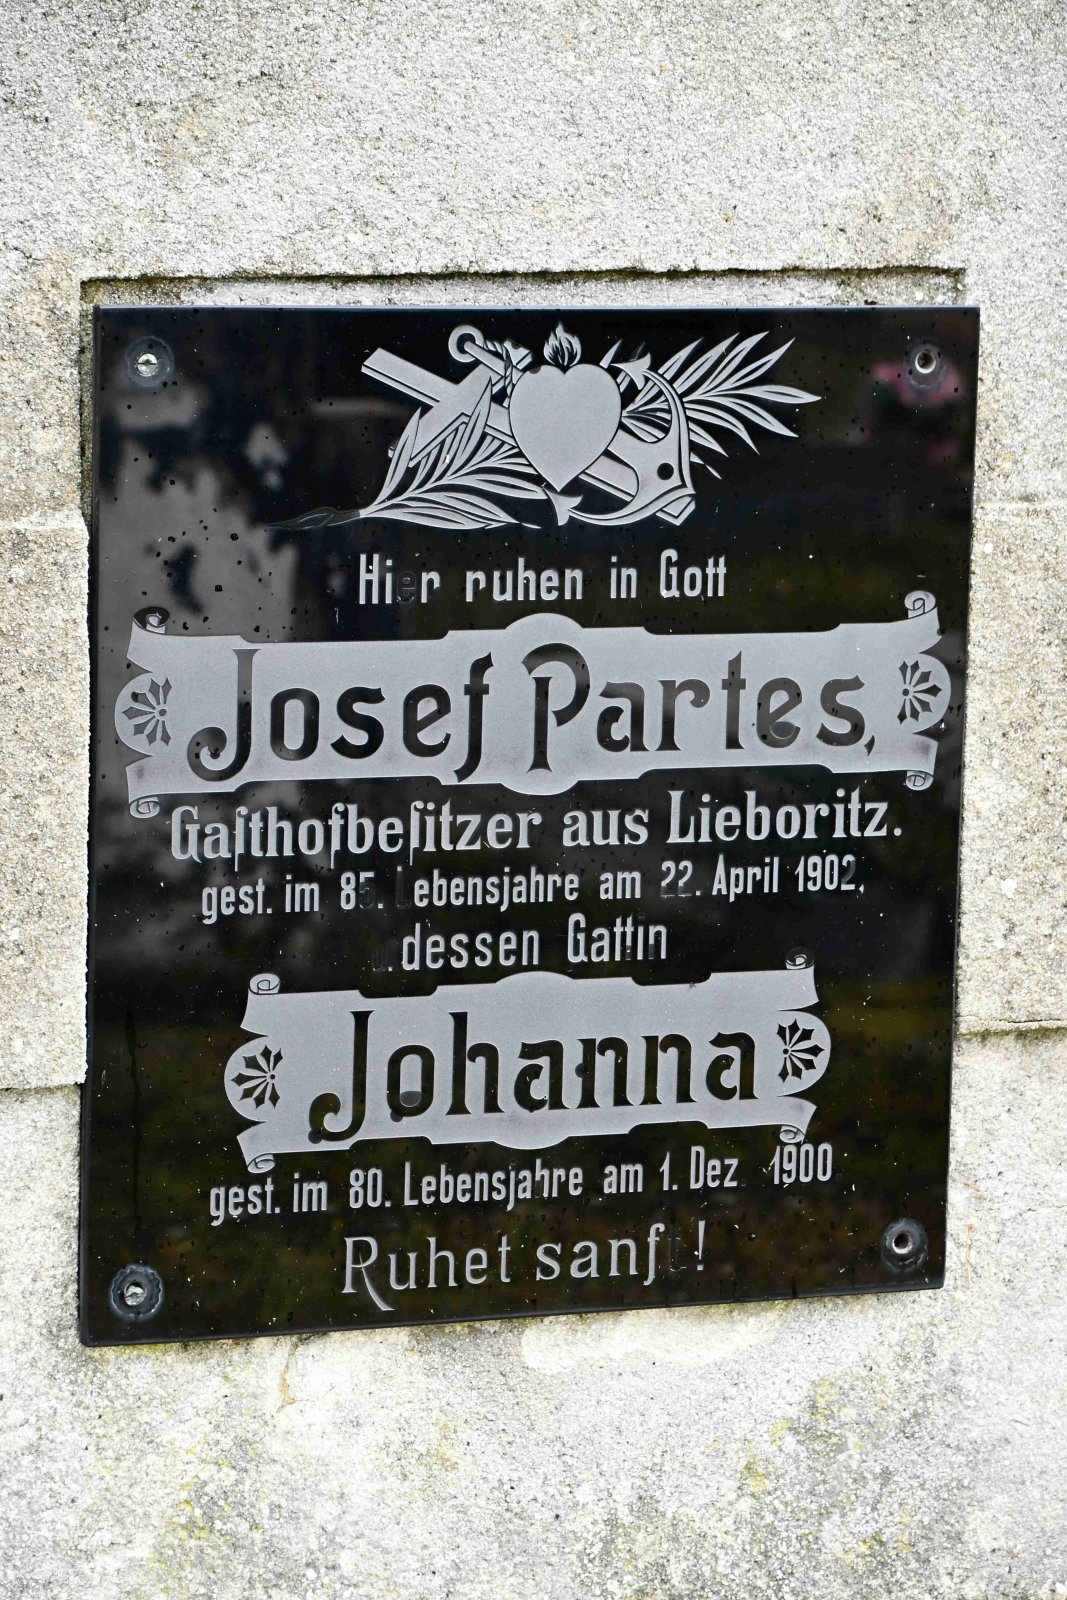 Hier ruhen in Gott
Josef Partes,
Gaſthofbeſitzer aus Lieboritz.
gest. im 85. Lebensjahre am 22. April 1902,
u. dessen Gattin
Johanna
gest. im 80. Lebensjahre am 1. Dez 1900
Ruhet sanft!